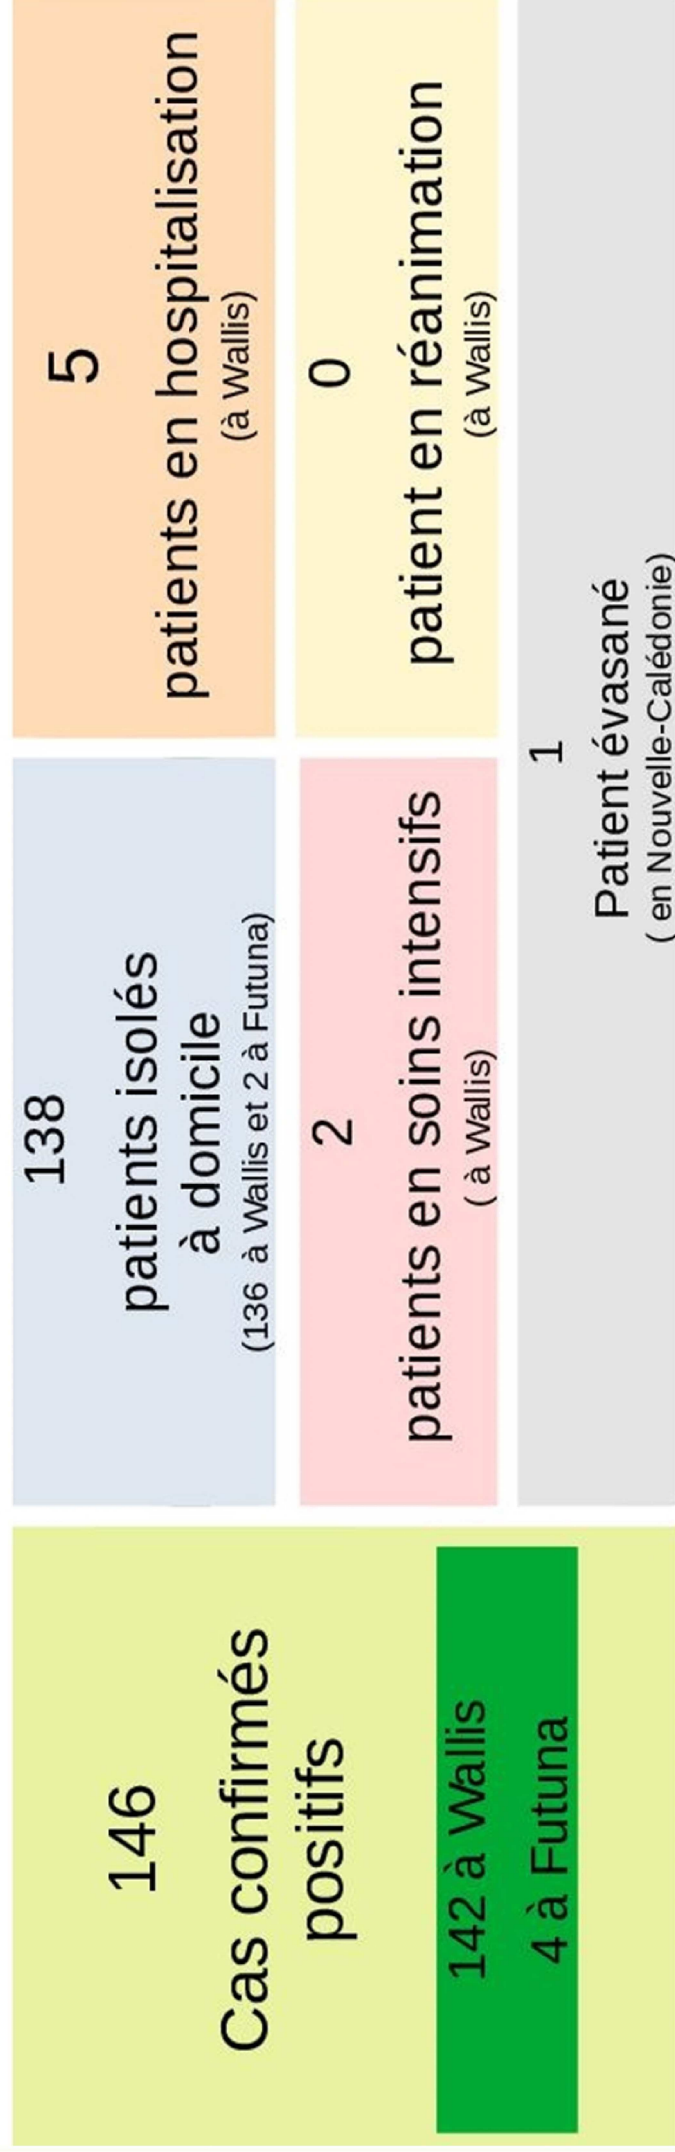 146
Cas confirmés
positifs
142 à Wallis
4 à Futuna
138
patients isolés
à domicile
(136 à Wallis et 2 à Futuna)
5
patients en hospitalisation
(à Wallis)
2
patients en soins intensifs
( à Wallis)
0
patient en réanimation
(à Wallis)
1
Patient évasané
( en Nouvelle-Calédonie)